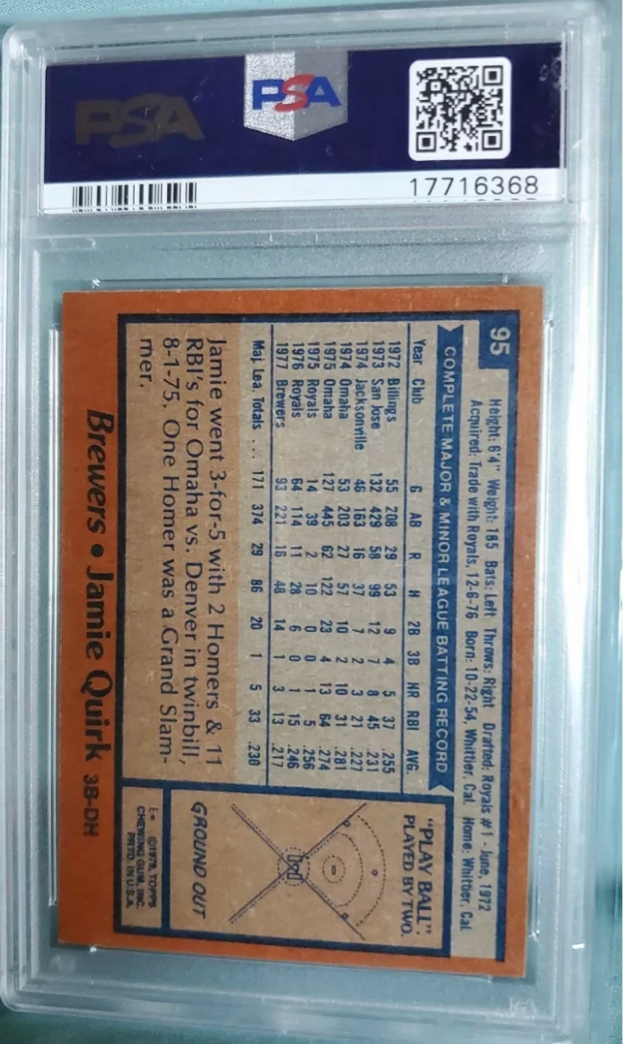 PSA
PSA
17716368
95
Height: 6'4" Weight: 185 Bats: Left Throws: Right Drafted: Royals #1 - June, 1972
Acquired: Trade with Royals, 12-6-76 Born: 10-22-54, Whittier, Cal. Home: Whittier, Cal.
COMPLETE MAJOR & MINOR LEAGUE BATTING RECORD
Year Club G AB R H 2B 3B HR RBI AVG.
1972 Billings 55 208 29 53 9 4 5 37 .255
1973 San Jose 132 429 58 99 12 7 8 45 .231
1974 Jacksonville 46 163 16 37 7 2 3 21 .227
1974 Omaha 53 203 27 57 10 2 10 31 .281
1975 Omaha 127 445 62 122 23 4 13 64 .274
1975 Royals 14 39 2 10 0 0 1 5 .256
1976 Royals 64 114 11 28 6 0 1 15 .246
1977 Brewers 93 221 16 48 14 1 3 13 .217
Maj. Lea. Totals . . . 171 374 29 86 20 1 5 33 .230
Jamie went 3-for-5 with 2 Homers & 11
RBI's for Omaha vs. Denver in twinbill,
8-1-75. One Homer was a Grand Slam-
mer.
"PLAY BALL":
PLAYED BY TWO.
GROUND OUT
©1978, TOPPS
CHEWING GUM, INC.
PRTD. IN U.S.A.
Brewers • Jamie Quirk 3B-DH